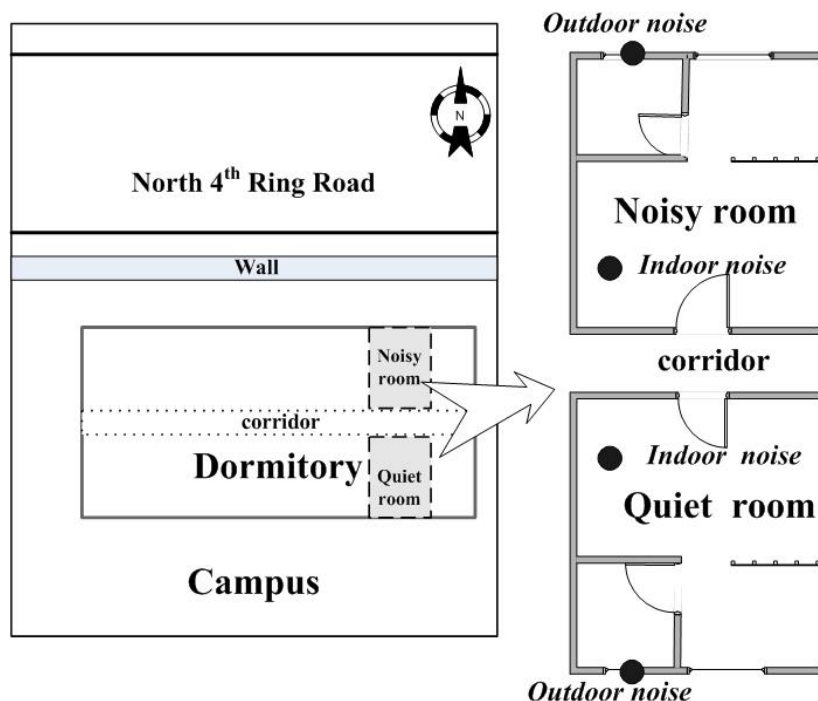 N
North 4th Ring Road
Wall
Noisy
room
corridor
Dormitory
Quiet
room
Campus
Outdoor noise
Noisy room
Indoor noise
corridor
Indoor noise
Quiet room
Outdoor noise